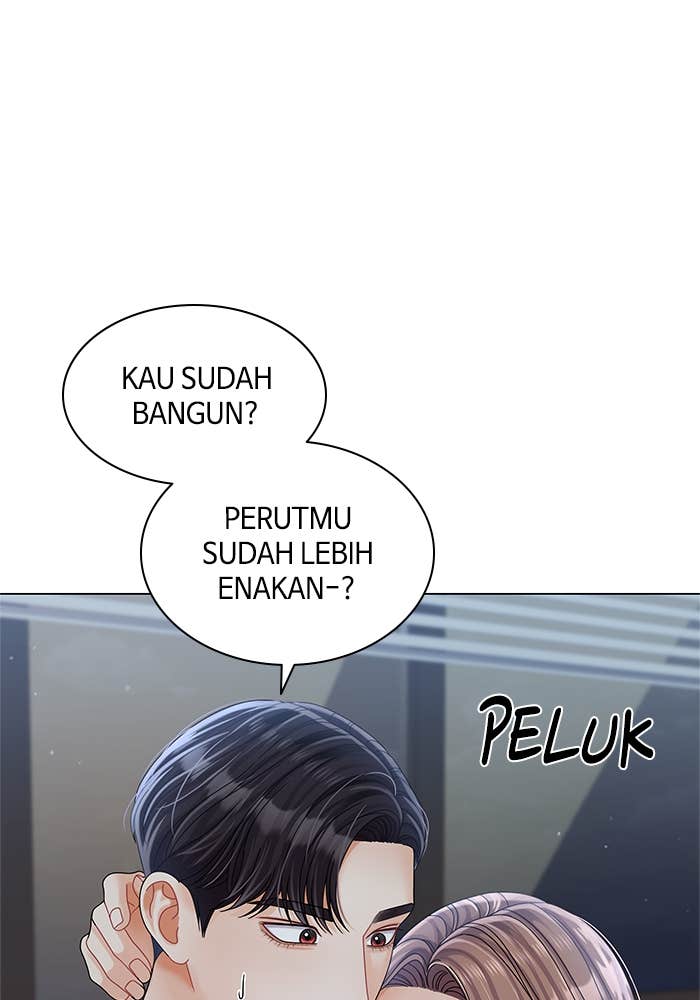 KAU SUDAH
BANGUN?
PERUTMU
SUDAH LEBIH
ENAKAN-?
PELUK